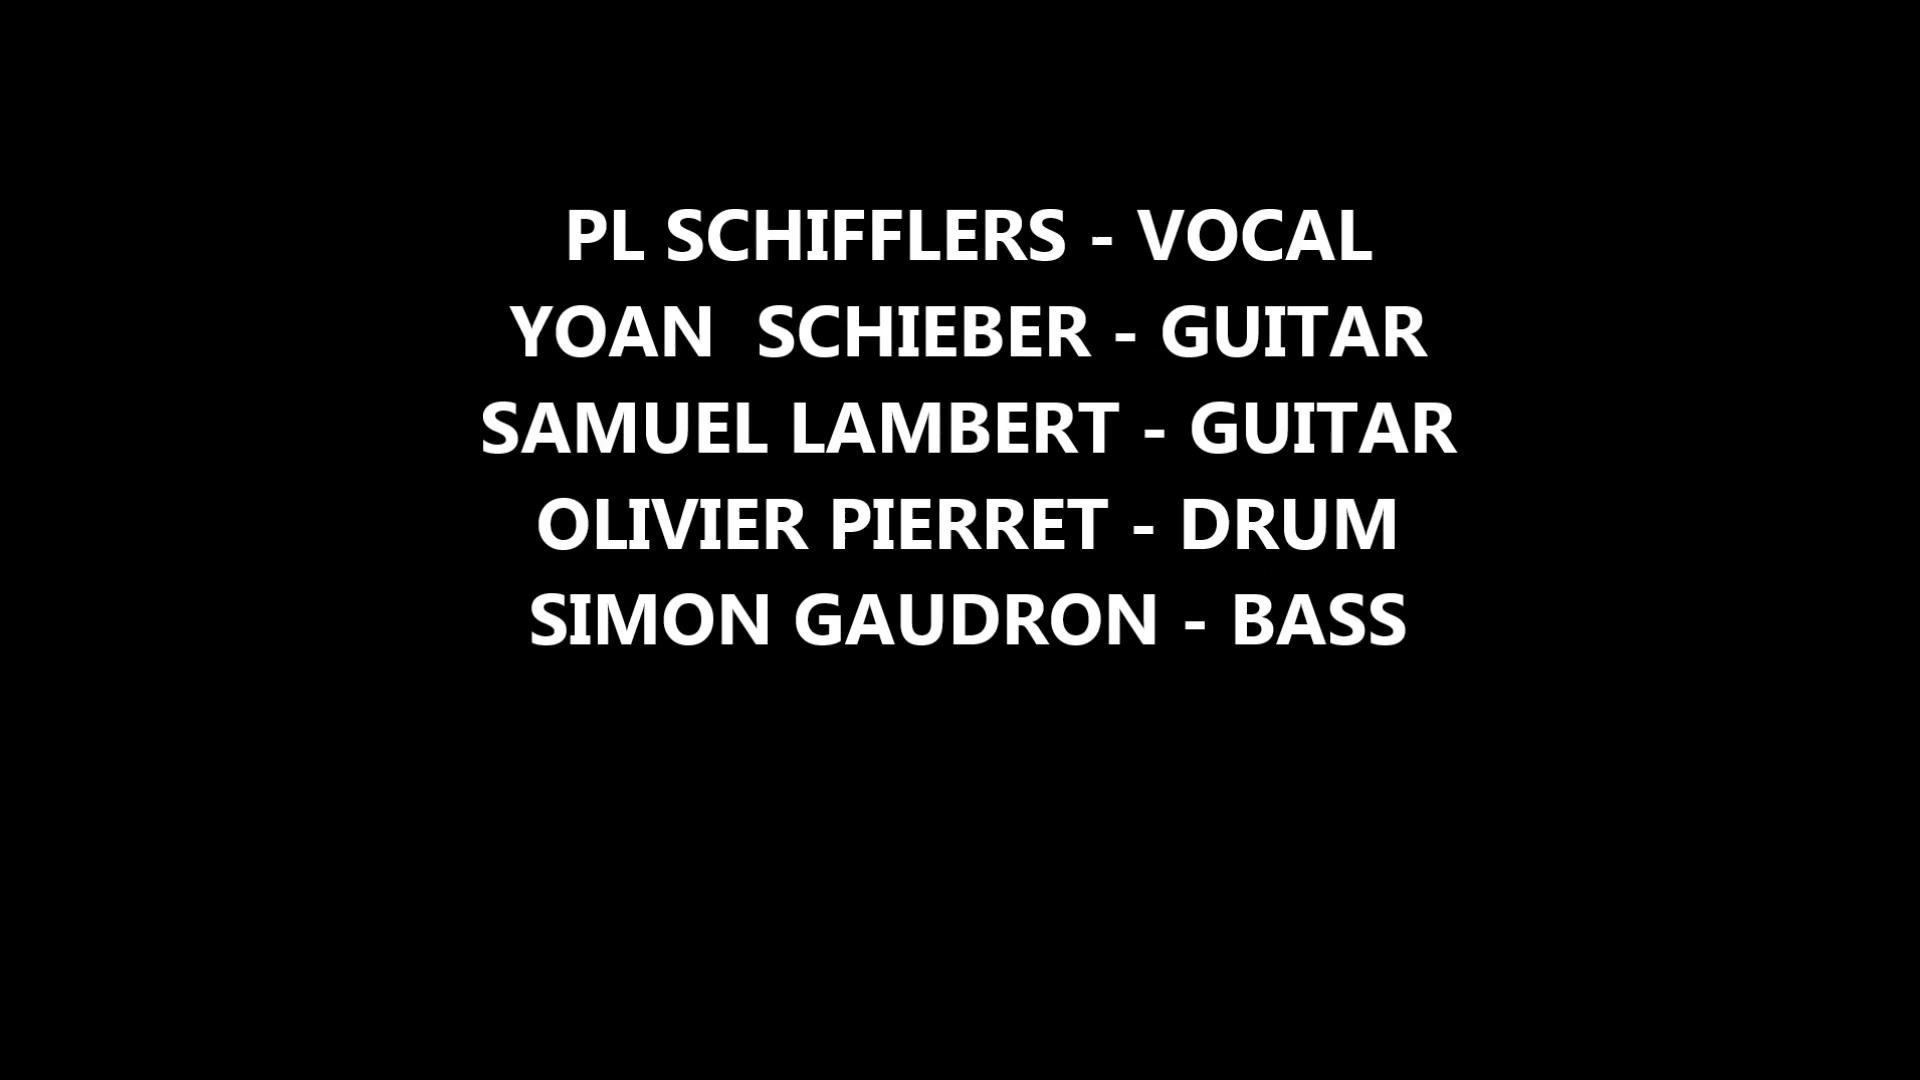 PL SCHIFFLERS - VOCAL
YOAN  SCHIEBER - GUITAR
SAMUEL LAMBERT - GUITAR
OLIVIER PIERRET - DRUM
SIMON GAUDRON - BASS